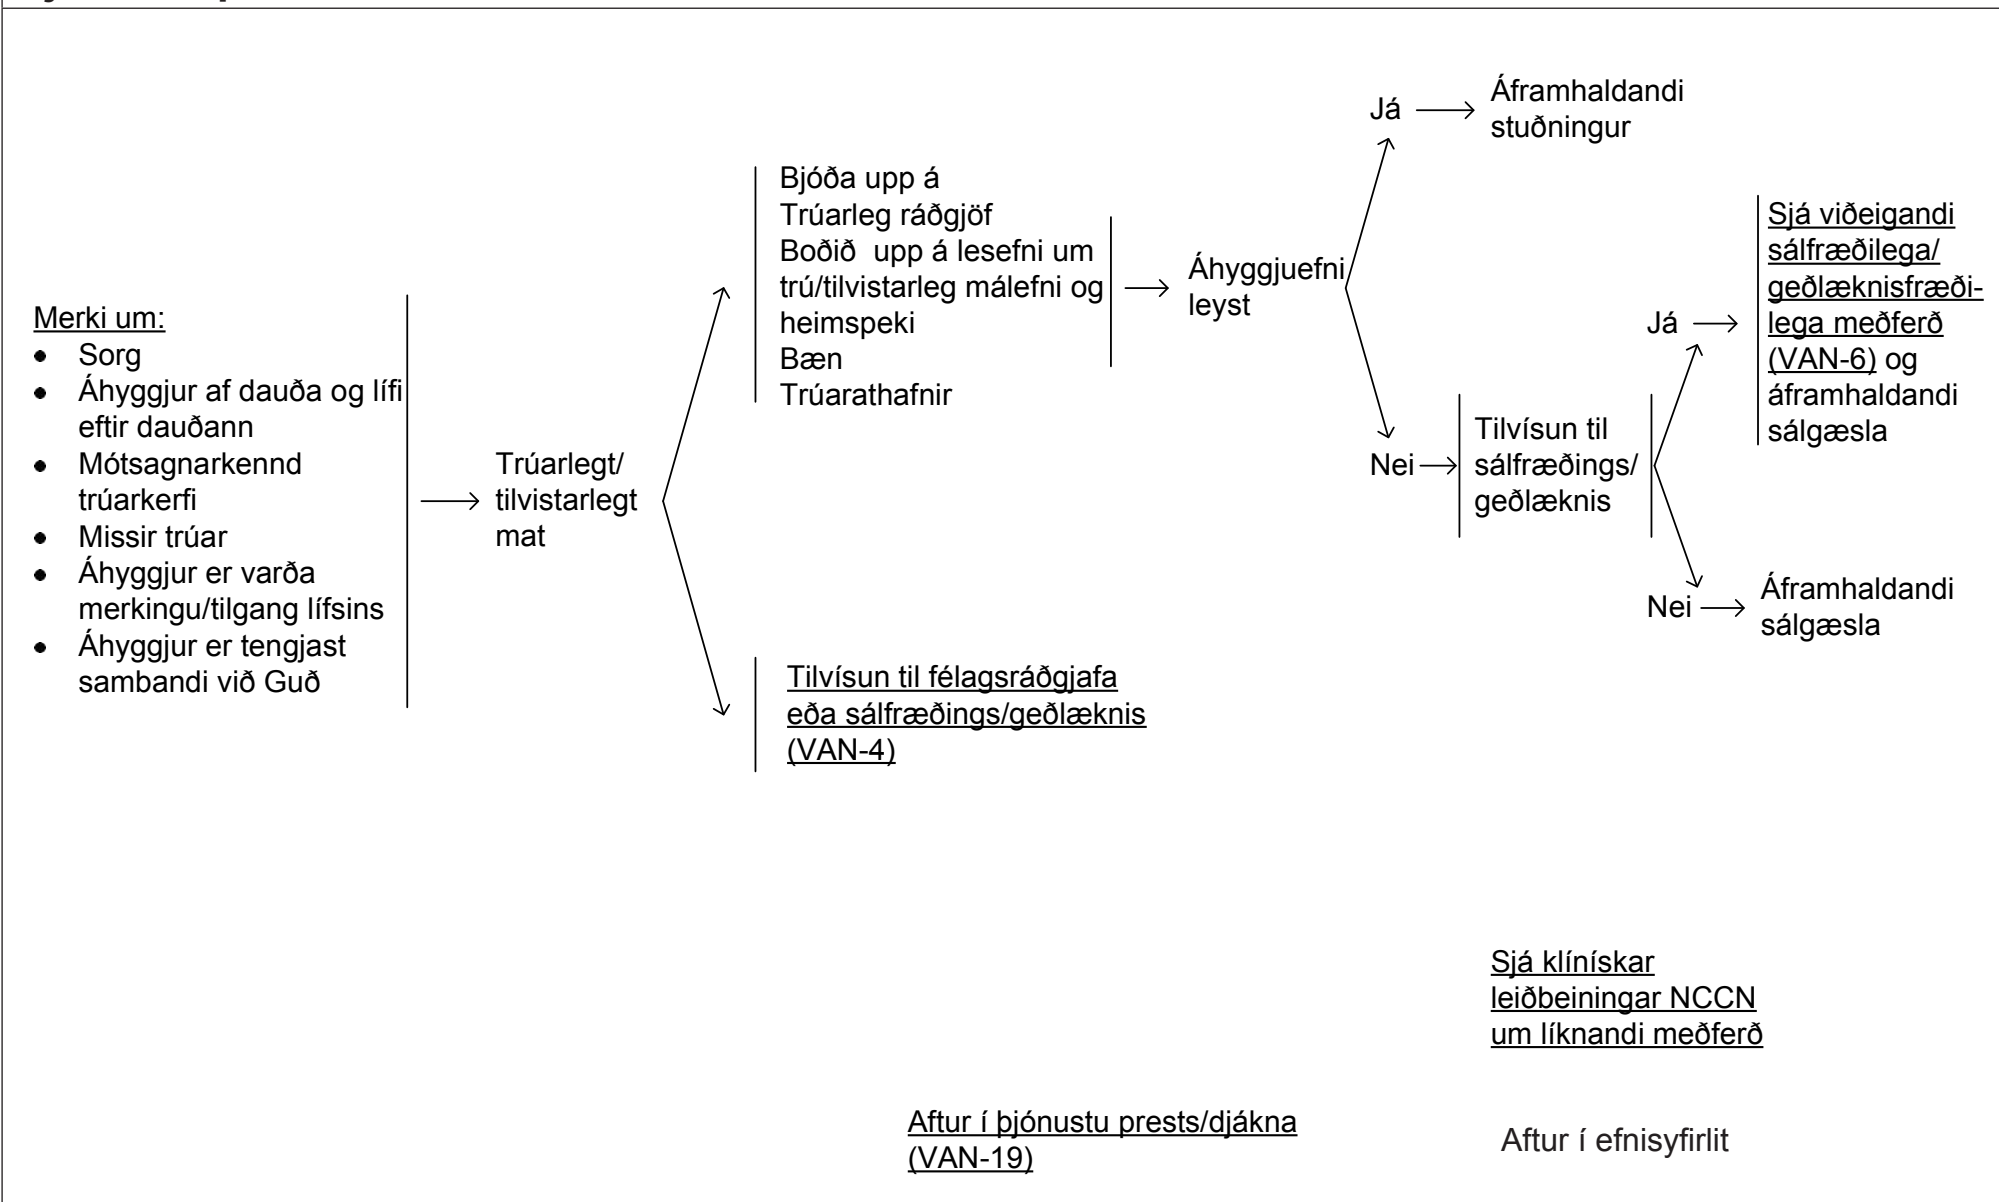 Merki um:
• Sorg
• Áhyggjur af dauða og lífi
eftir dauðann
• Mótsagnarkennd
trúarkerfi
• Missir trúar
• Áhyggjur er varða
merkingu/tilgang lífsins
• Áhyggjur er tengjast
sambandi við Guð
Trúarlegt/
tilvistarlegt
mat
Bjóða upp á
Trúarleg ráðgjöf
Boðið upp á lesefni um
trú/tilvistarleg málefni og
heimspeki
Bæn
Trúarathafnir
Tilvísun til félagsráðgjafa
eða sálfræðings/geðlæknis
(VAN-4)
Áhyggjuefni
leyst
Já
Áframhaldandi
stuðningur
Nei
Tilvísun til
sálfræðings/
geðlæknis
Já
Sjá viðeigandi
sálfræðilega/
geðlæknisfræði-
lega meðferð
(VAN-6) og
áframhaldandi
sálgæsla
Nei
Áframhaldandi
sálgæsla
Sjá klínískar
leiðbeiningar NCCN
um líknandi meðferð
Aftur í þjónustu prests/djákna
(VAN-19)
Aftur í efnisyfirlit